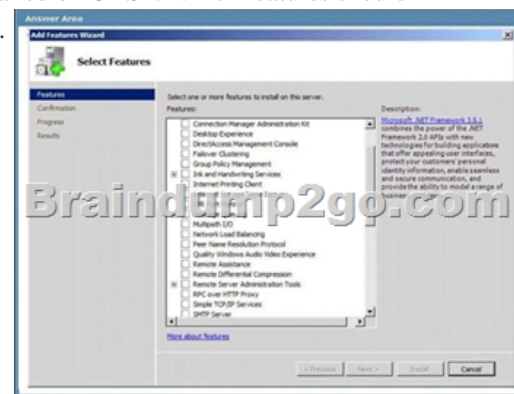 Answer Area
Add Features Wizard
Select Features
Features
Confirmation
Progress
Results
Select one or more features to install on this server.
Features:
Connection Manager Administration Kit
Desktop Experience
DirectAccess Management Console
Failover Clustering
Group Policy Management
Ink and Handwriting Services
Internet Printing Client
Multipath I/O
Network Load Balancing
Peer Name Resolution Protocol
Quality Windows Audio Video Experience
Remote Assistance
Remote Differential Compression
Remote Server Administration Tools
RPC over HTTP Proxy
Simple TCP/IP Services
SMTP Server
More about features
Description:
Microsoft .NET Framework 3.5.1
combines the power of the .NET
Framework 2.0 APIs with new
technologies for building applications
that offer appealing user interfaces,
protect your customers' personal
identity information, enable seamless
and secure communication, and
provide the ability to model a range of
business
Braindump2go.com
< Previous
Next >
Install
Cancel